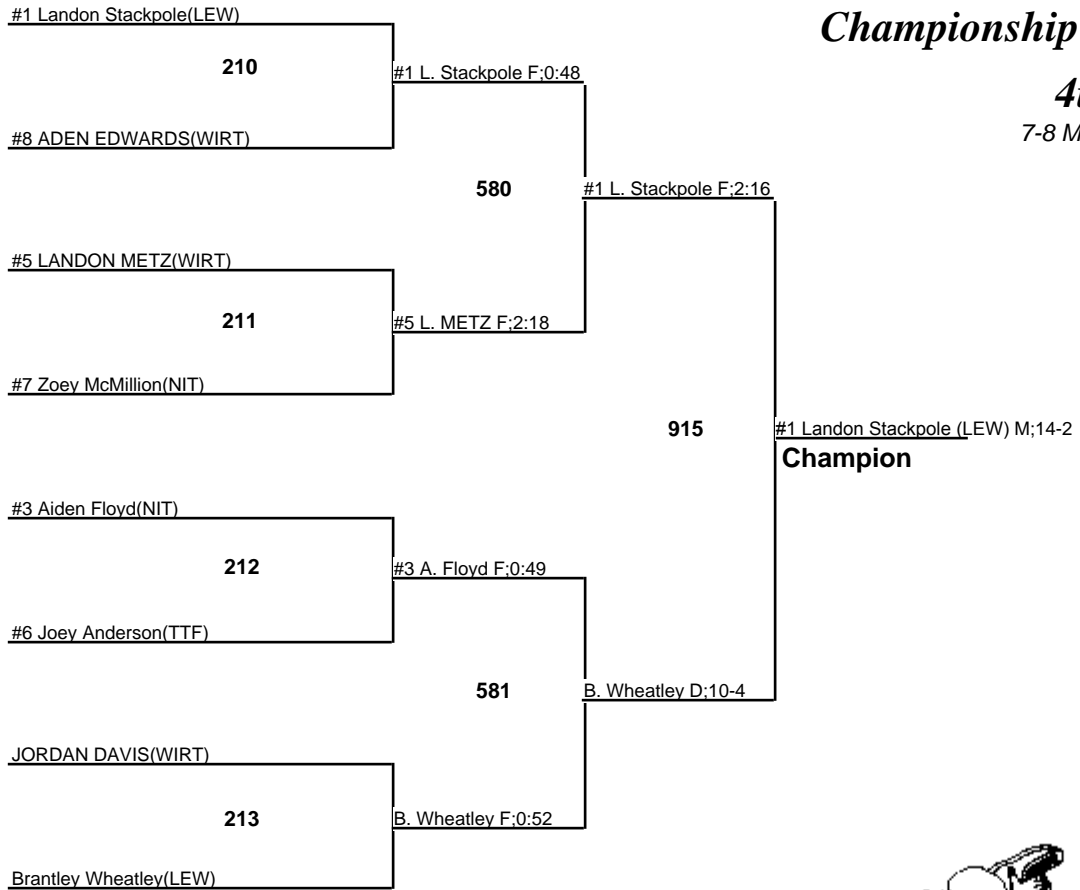 #1 Landon Stackpole(LEW)
Championship
210
#1 L. Stackpole F;0:48
7-8
#8 ADEN EDWARDS(WIRT)
580
#1 L. Stackpole F;2:16
#5 LANDON METZ(WIRT)
211
#5 L. METZ F;2:18
#7 Zoey McMillion(NIT)
915
#1 Landon Stackpole (LEW) M;14-2
Champion
#3 Aiden Floyd(NIT)
212
#3 A. Floyd F;0:49
#6 Joey Anderson(TTF)
581
B. Wheatley D;10-4
JORDAN DAVIS(WIRT)
213
B. Wheatley F;0:52
Brantley Wheatley(LEW)